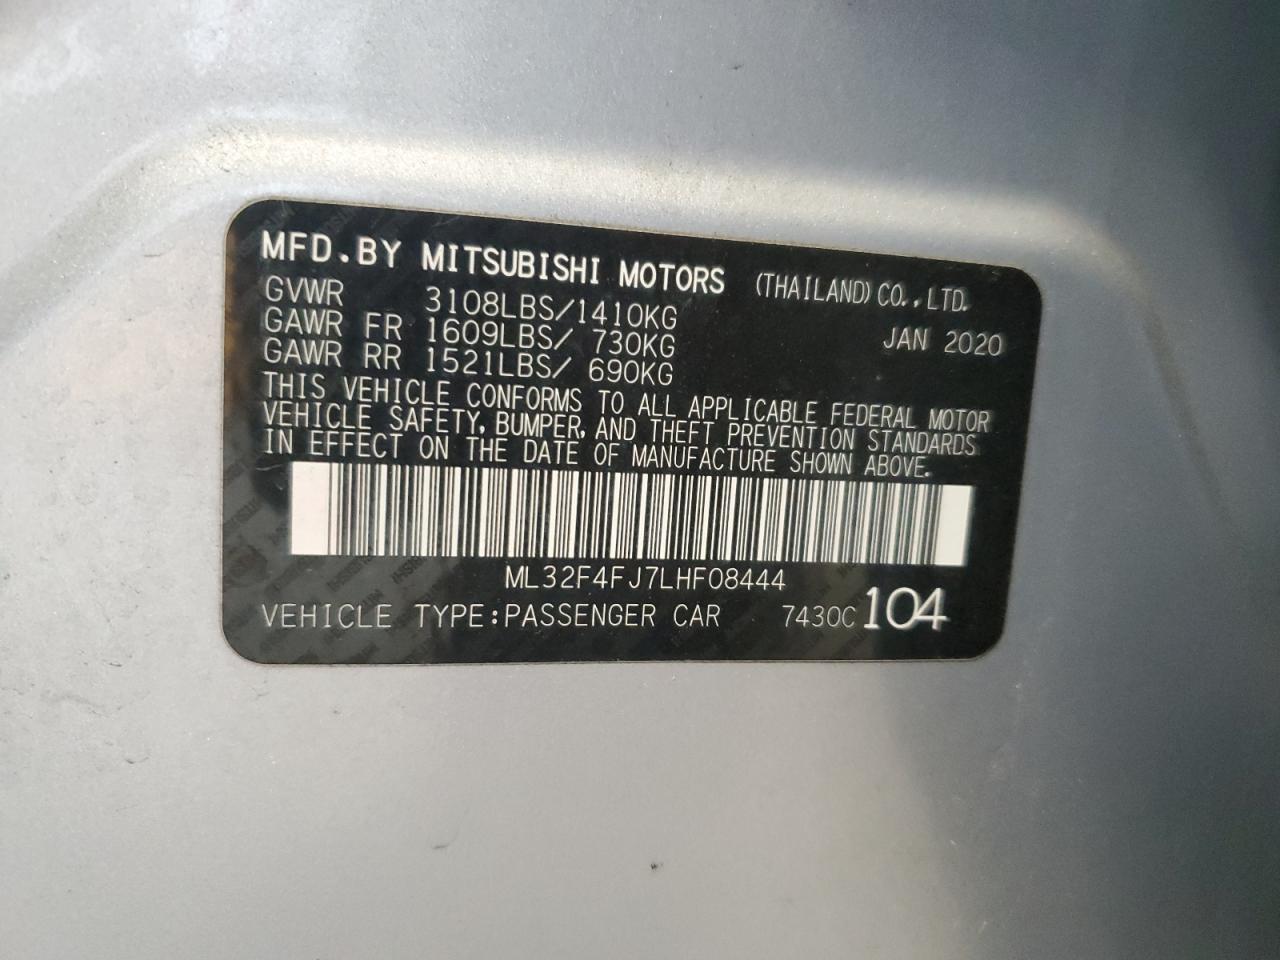 MFD.BY MITSUBISHI MOTORS (THAILAND) CO.,LTD.
GVWR 3108LBS/1410KG JAN 2020
GAWR FR 1609LBS/ 730KG
GAWR RR 1521LBS/ 690KG
THIS VEHICLE CONFORMS TO ALL APPLICABLE FEDERAL MOTOR
VEHICLE SAFETY, BUMPER, AND THEFT PREVENTION STANDARDS
IN EFFECT ON THE DATE OF MANUFACTURE SHOWN ABOVE.
ML32F4FJ7LHF08444
VEHICLE TYPE:PASSENGER CAR 7430C 104